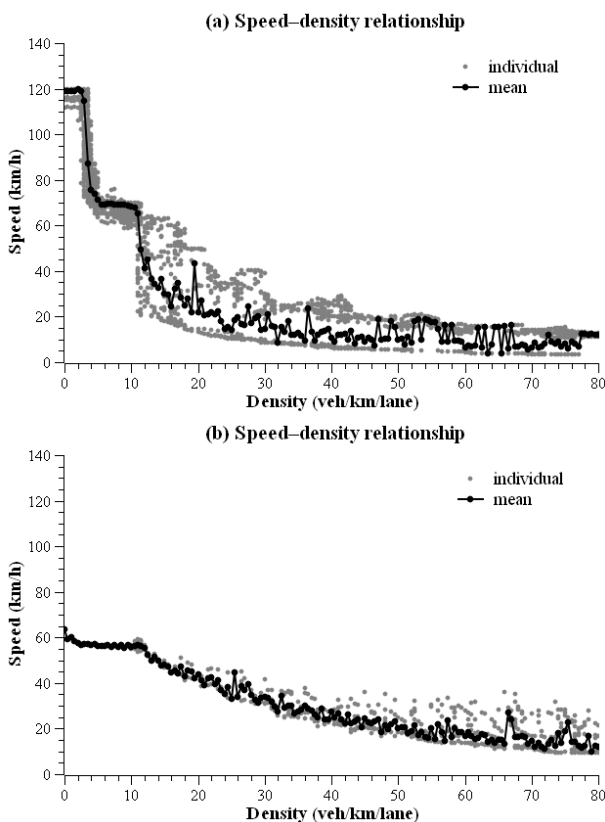 (a) Speed–density relationship
140
120
100
80
60
40
20
0
Speed (km/h)
individual
mean
0 10 20 30 40 50 60 70 80
Density (veh/km/lane)
(b) Speed–density relationship
140
120
100
80
60
40
20
0
Speed (km/h)
individual
mean
0 10 20 30 40 50 60 70 80
Density (veh/km/lane)